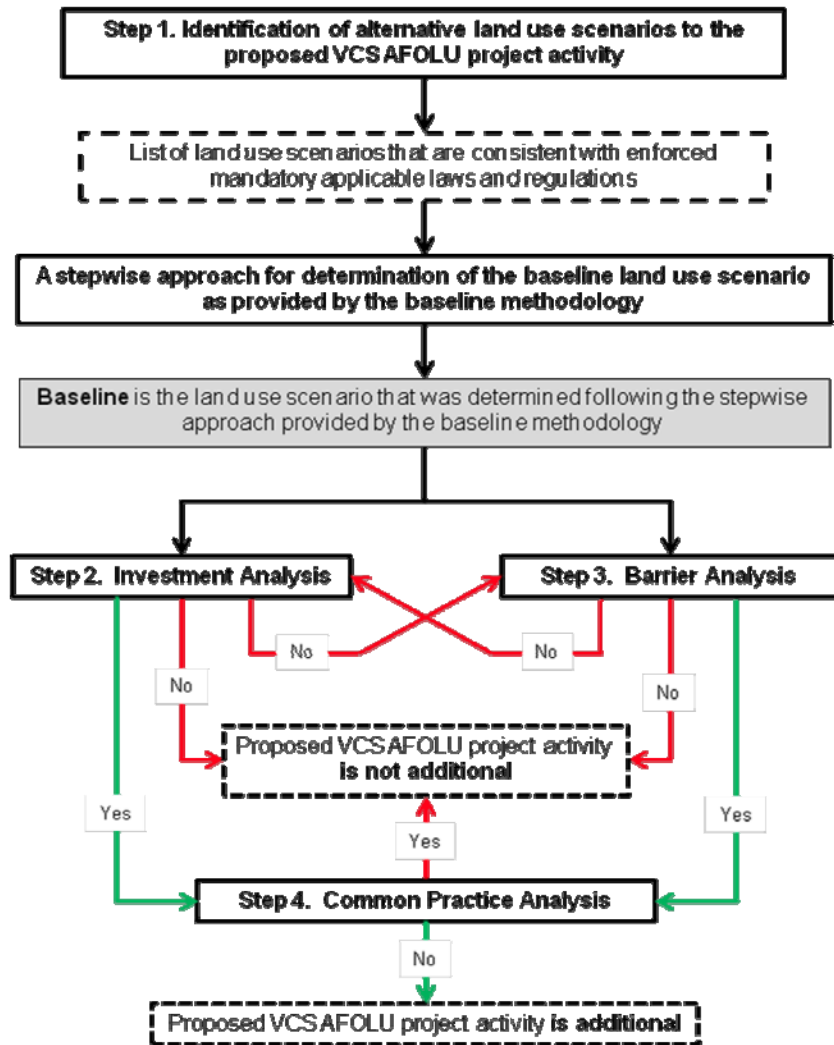 Step 1. Identification of alternative land use scenarios to the
proposed VCS AFOLU project activity
List of land use scenarios that are consistent with enforced
mandatory applicable laws and regulations
A stepwise approach for determination of the baseline land use scenario
as provided by the baseline methodology
Baseline is the land use scenario that was determined following the stepwise
approach provided by the baseline methodology
Step 2. Investment Analysis
Step 3. Barrier Analysis
No
No
No
No
Proposed VCS AFOLU project activity
is not additional
Yes
Yes
Yes
Step 4. Common Practice Analysis
No
Proposed VCS AFOLU project activity is additional